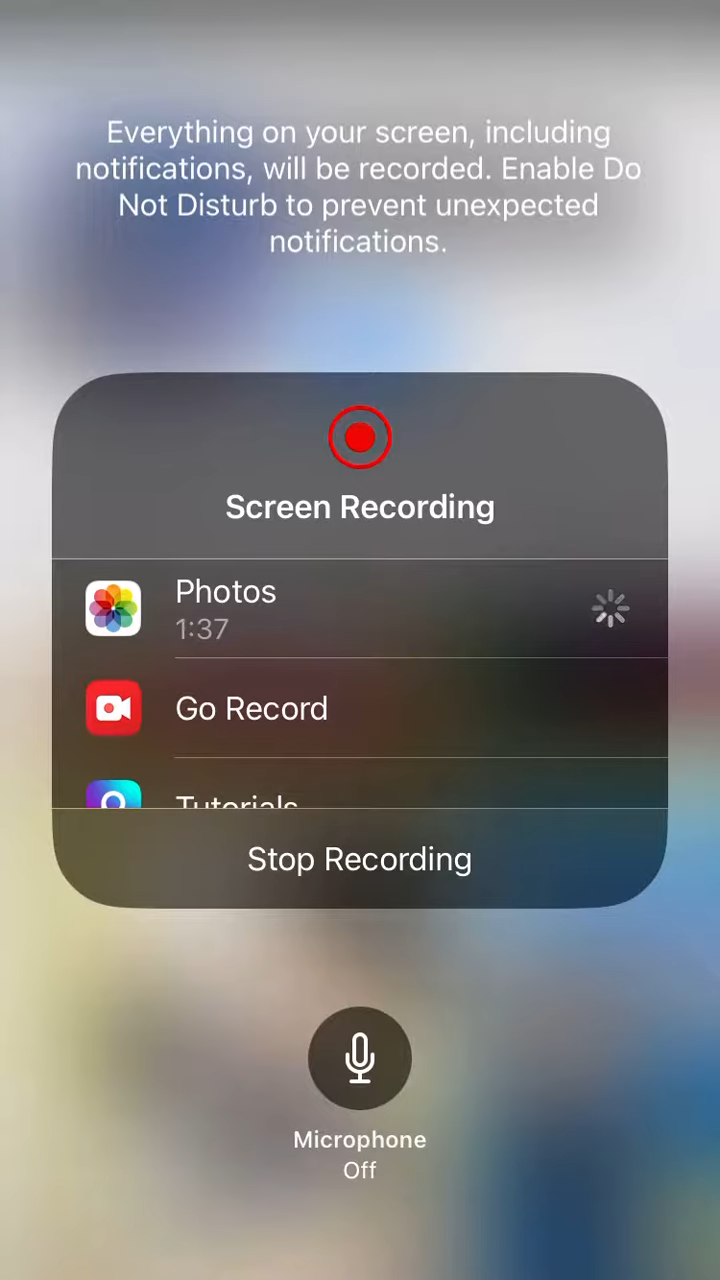 Everything on your screen, including
notifications, will be recorded. Enable Do
Not Disturb to prevent unexpected
notifications.
Screen Recording
Photos
1:37
Go Record
Tutorials
Stop Recording
Microphone
Off